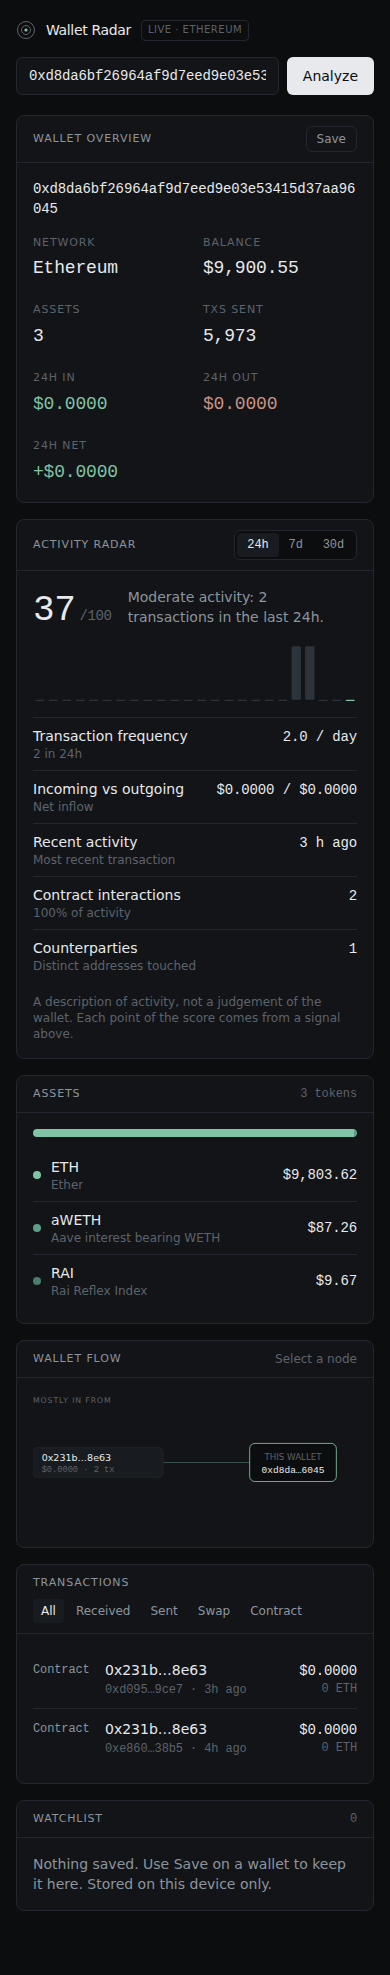 Wallet Radar LIVE · ETHEREUM
0xd8da6bf26964af9d7eed9e03e53 Analyze
WALLET OVERVIEW Save
0xd8da6bf26964af9d7eed9e03e53415d37aa96
045
NETWORK BALANCE
Ethereum $9,900.55
ASSETS TXS SENT
3 5,973
24H IN 24H OUT
$0.0000 $0.0000
24H NET
+$0.0000
ACTIVITY RADAR 24h 7d 30d
37 /100 Moderate activity: 2
transactions in the last 24h.
Transaction frequency 2.0 / day
2 in 24h
Incoming vs outgoing $0.0000 / $0.0000
Net inflow
Recent activity 3 h ago
Most recent transaction
Contract interactions 2
100% of activity
Counterparties 1
Distinct addresses touched
A description of activity, not a judgement of the
wallet. Each point of the score comes from a signal
above.
ASSETS 3 tokens
ETH $9,803.62
Ether
aWETH $87.26
Aave interest bearing WETH
RAI $9.67
Rai Reflex Index
WALLET FLOW Select a node
MOSTLY IN FROM
0x231b…8e63 THIS WALLET
$0.0000 · 2 tx 0xd8da…6045
TRANSACTIONS
All Received Sent Swap Contract
Contract 0x231b…8e63 $0.0000
0xd095…9ce7 · 3h ago 0 ETH
Contract 0x231b…8e63 $0.0000
0xe860…38b5 · 4h ago 0 ETH
WATCHLIST 0
Nothing saved. Use Save on a wallet to keep
it here. Stored on this device only.